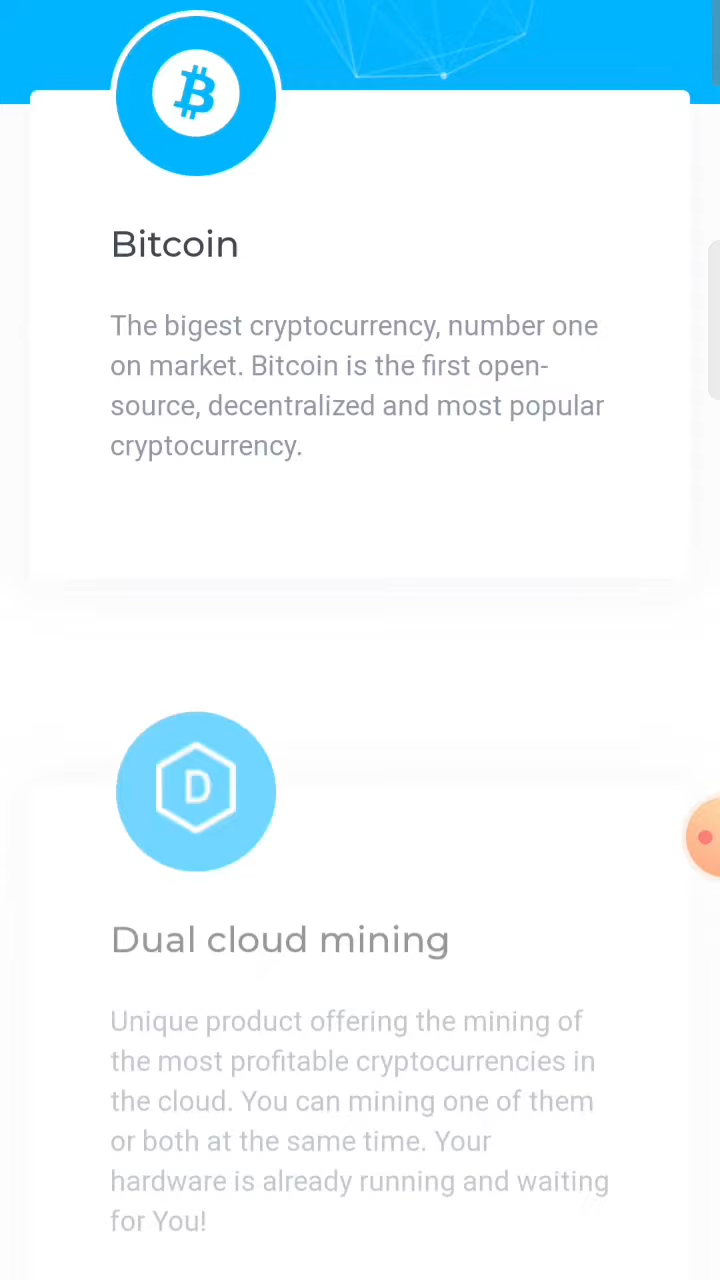 Bitcoin
The bigest cryptocurrency, number one
on market. Bitcoin is the first open-
source, decentralized and most popular
cryptocurrency.
D
Dual cloud mining
Unique product offering the mining of
the most profitable cryptocurrencies in
the cloud. You can mining one of them
or both at the same time. Your
hardware is already running and waiting
for You!